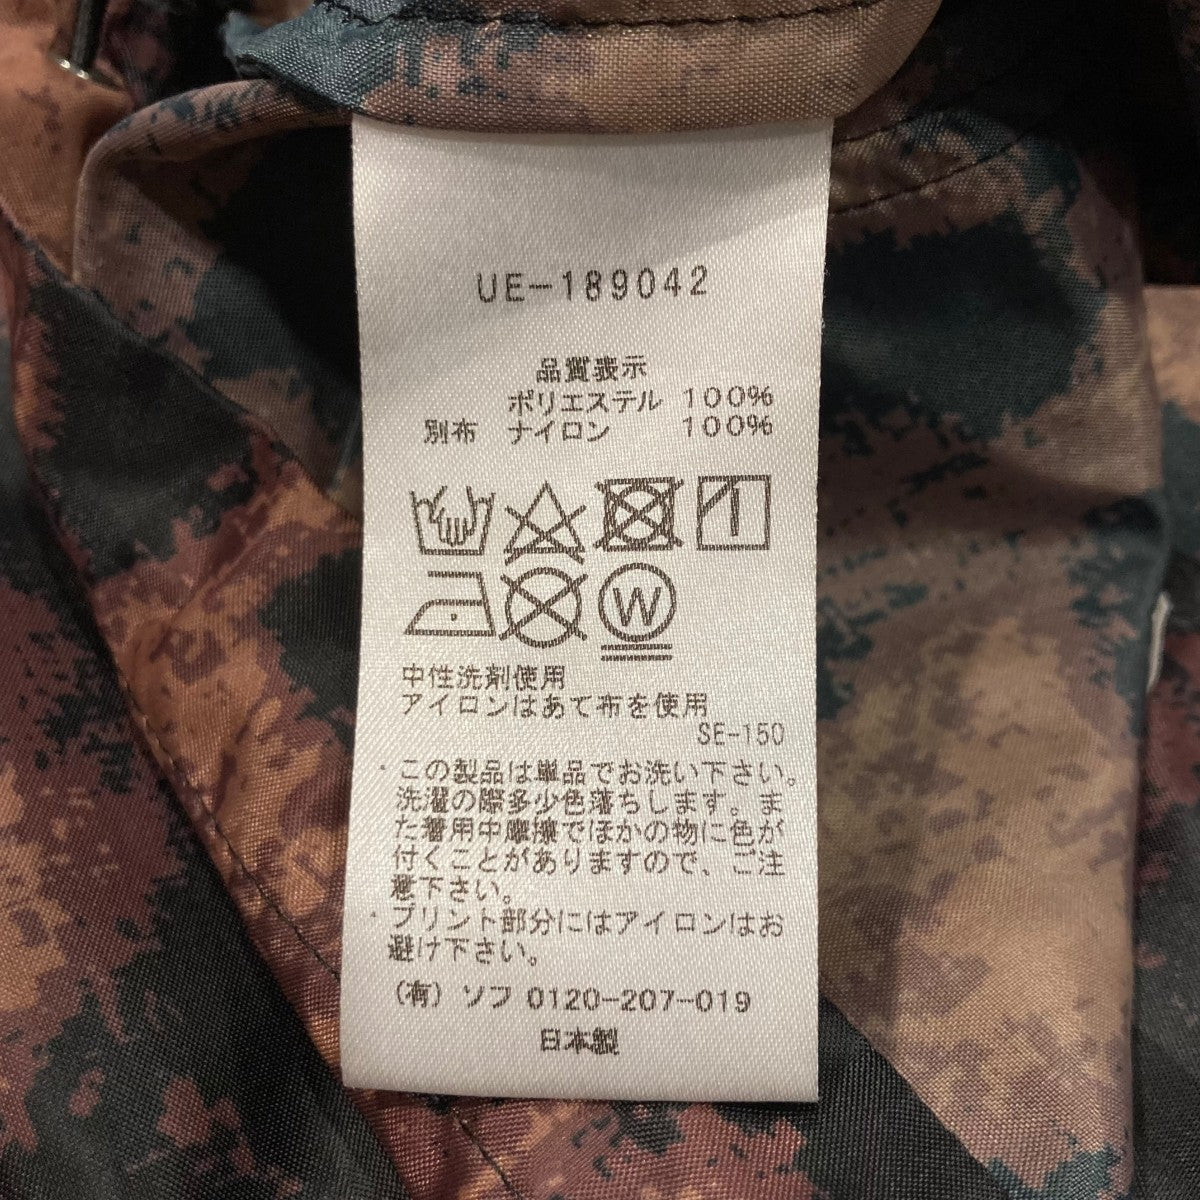 UE-189042
品質表示
ポリエステル 100%
別布 ナイロン 100%
W
中性洗剤使用
アイロンはあて布を使用
SE-150
・この製品は単品でお洗い下さい。
洗濯の際多少色落ちします。ま
た着用中摩擦でほかの物に色が
付くことがありますので、ご注
意下さい。
・プリント部分にはアイロンはお
避け下さい。
(有) ソフ 0120-207-019
日本製